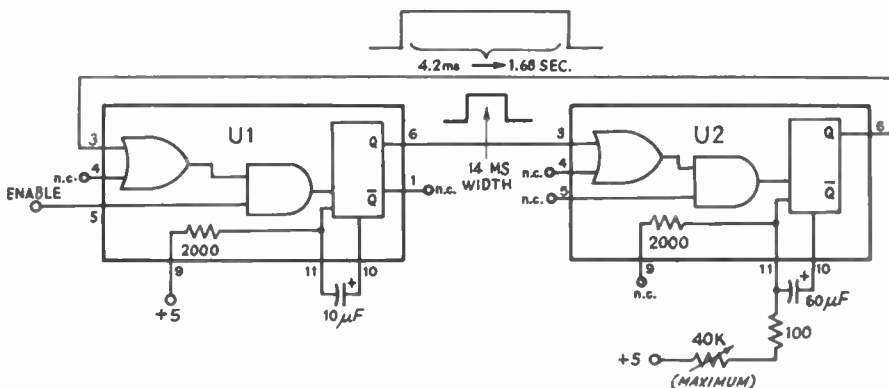 4.2ms → 1.68 SEC.
U1
3
4
n.c.
ENABLE
5
Q
6
Q̅
1
n.c.
2000
9
11
10
+5
10µF
+
14 MS
WIDTH
U2
3
4
n.c.
5
n.c.
Q
6
Q̅
2000
9
n.c.
11
10
+
60µF
100
40K
+5
(MAXIMUM)